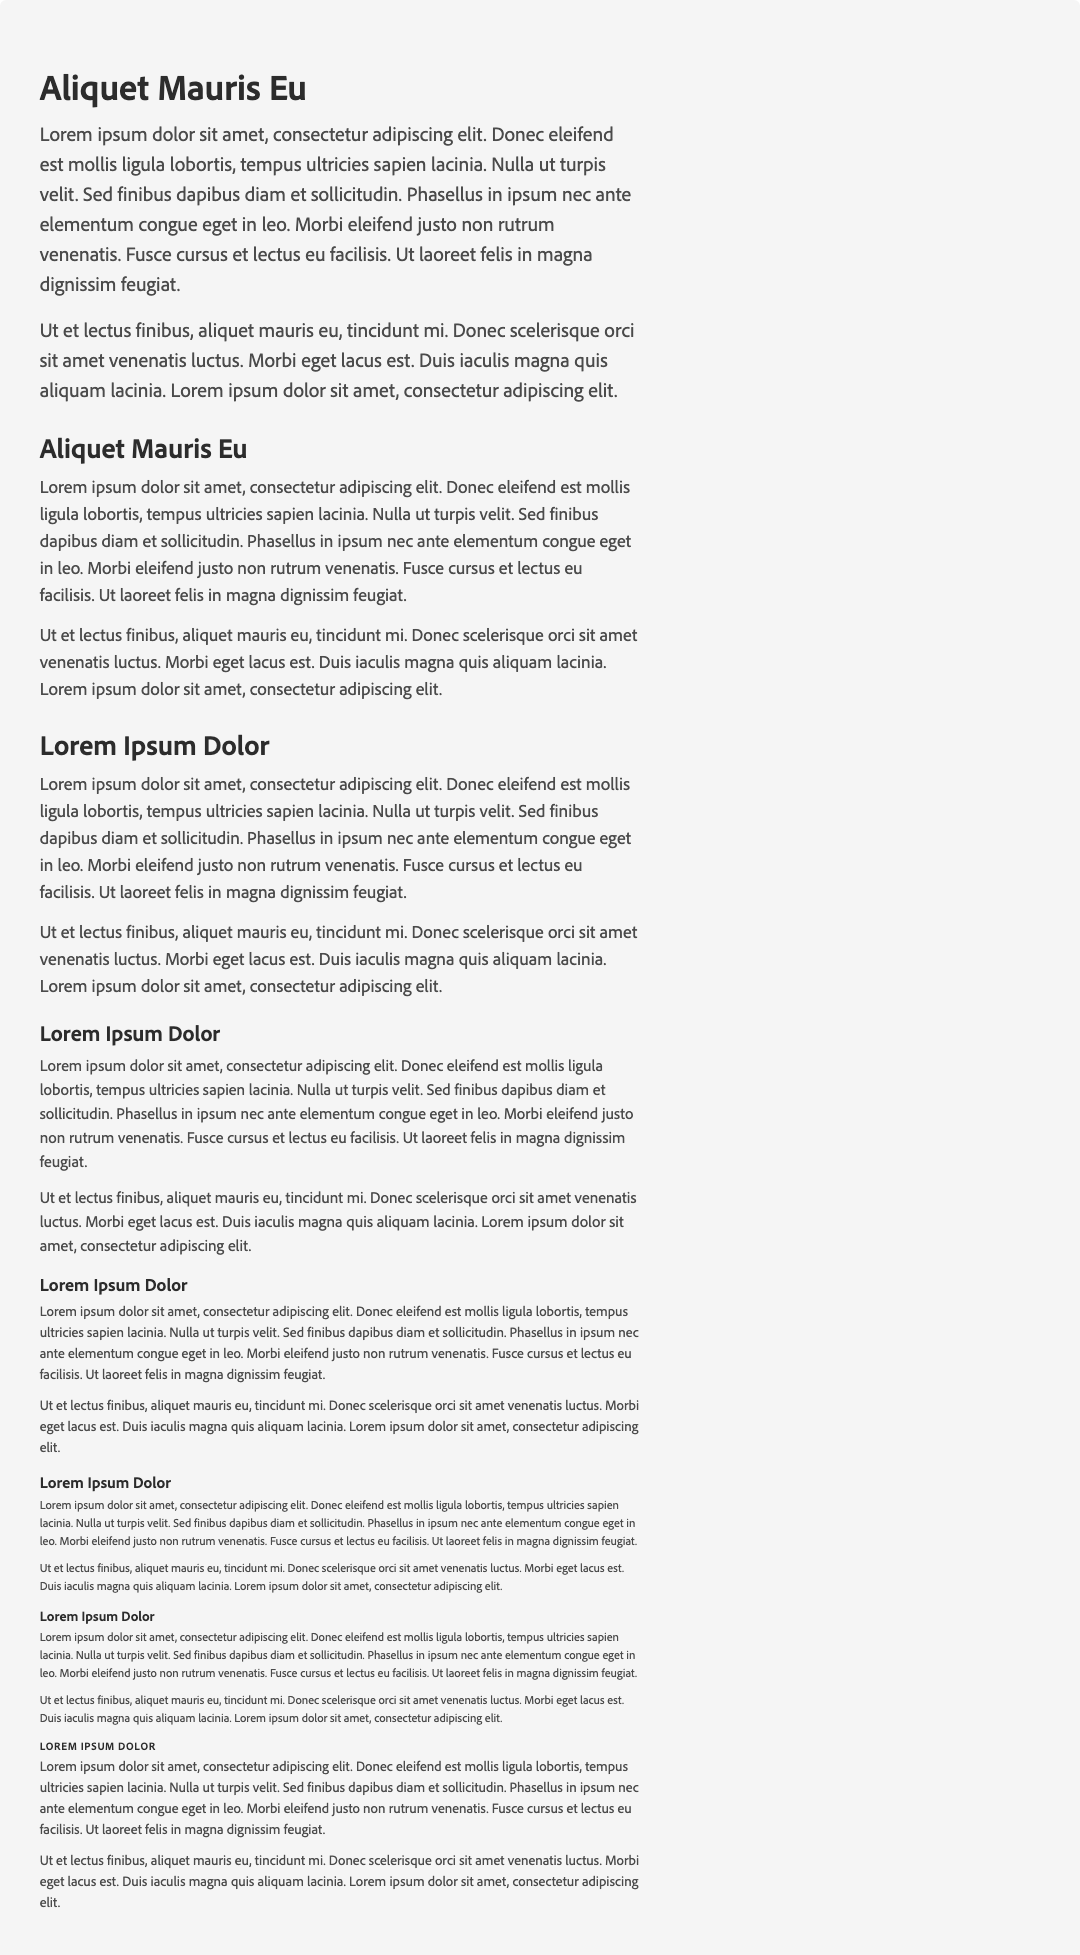 Aliquet Mauris Eu
Lorem ipsum dolor sit amet, consectetur adipiscing elit. Donec eleifend
est mollis ligula lobortis, tempus ultricies sapien lacinia. Nulla ut turpis
velit. Sed finibus dapibus diam et sollicitudin. Phasellus in ipsum nec ante
elementum congue eget in leo. Morbi eleifend justo non rutrum
venenatis. Fusce cursus et lectus eu facilisis. Ut laoreet felis in magna
dignissim feugiat.
Ut et lectus finibus, aliquet mauris eu, tincidunt mi. Donec scelerisque orci
sit amet venenatis luctus. Morbi eget lacus est. Duis iaculis magna quis
aliquam lacinia. Lorem ipsum dolor sit amet, consectetur adipiscing elit.
Aliquet Mauris Eu
Lorem ipsum dolor sit amet, consectetur adipiscing elit. Donec eleifend est mollis
ligula lobortis, tempus ultricies sapien lacinia. Nulla ut turpis velit. Sed finibus
dapibus diam et sollicitudin. Phasellus in ipsum nec ante elementum congue eget
in leo. Morbi eleifend justo non rutrum venenatis. Fusce cursus et lectus eu
facilisis. Ut laoreet felis in magna dignissim feugiat.
Ut et lectus finibus, aliquet mauris eu, tincidunt mi. Donec scelerisque orci sit amet
venenatis luctus. Morbi eget lacus est. Duis iaculis magna quis aliquam lacinia.
Lorem ipsum dolor sit amet, consectetur adipiscing elit.
Lorem Ipsum Dolor
Lorem ipsum dolor sit amet, consectetur adipiscing elit. Donec eleifend est mollis
ligula lobortis, tempus ultricies sapien lacinia. Nulla ut turpis velit. Sed finibus
dapibus diam et sollicitudin. Phasellus in ipsum nec ante elementum congue eget
in leo. Morbi eleifend justo non rutrum venenatis. Fusce cursus et lectus eu
facilisis. Ut laoreet felis in magna dignissim feugiat.
Ut et lectus finibus, aliquet mauris eu, tincidunt mi. Donec scelerisque orci sit amet
venenatis luctus. Morbi eget lacus est. Duis iaculis magna quis aliquam lacinia.
Lorem ipsum dolor sit amet, consectetur adipiscing elit.
Lorem Ipsum Dolor
Lorem ipsum dolor sit amet, consectetur adipiscing elit. Donec eleifend est mollis ligula
lobortis, tempus ultricies sapien lacinia. Nulla ut turpis velit. Sed finibus dapibus diam et
sollicitudin. Phasellus in ipsum nec ante elementum congue eget in leo. Morbi eleifend justo
non rutrum venenatis. Fusce cursus et lectus eu facilisis. Ut laoreet felis in magna dignissim
feugiat.
Ut et lectus finibus, aliquet mauris eu, tincidunt mi. Donec scelerisque orci sit amet venenatis
luctus. Morbi eget lacus est. Duis iaculis magna quis aliquam lacinia. Lorem ipsum dolor sit
amet, consectetur adipiscing elit.
Lorem Ipsum Dolor
Lorem ipsum dolor sit amet, consectetur adipiscing elit. Donec eleifend est mollis ligula lobortis, tempus
ultricies sapien lacinia. Nulla ut turpis velit. Sed finibus dapibus diam et sollicitudin. Phasellus in ipsum nec
ante elementum congue eget in leo. Morbi eleifend justo non rutrum venenatis. Fusce cursus et lectus eu
facilisis. Ut laoreet felis in magna dignissim feugiat.
Ut et lectus finibus, aliquet mauris eu, tincidunt mi. Donec scelerisque orci sit amet venenatis luctus. Morbi
eget lacus est. Duis iaculis magna quis aliquam lacinia. Lorem ipsum dolor sit amet, consectetur adipiscing
elit.
Lorem Ipsum Dolor
Lorem ipsum dolor sit amet, consectetur adipiscing elit. Donec eleifend est mollis ligula lobortis, tempus ultricies sapien
lacinia. Nulla ut turpis velit. Sed finibus dapibus diam et sollicitudin. Phasellus in ipsum nec ante elementum congue eget in
leo. Morbi eleifend justo non rutrum venenatis. Fusce cursus et lectus eu facilisis. Ut laoreet felis in magna dignissim feugiat.
Ut et lectus finibus, aliquet mauris eu, tincidunt mi. Donec scelerisque orci sit amet venenatis luctus. Morbi eget lacus est.
Duis iaculis magna quis aliquam lacinia. Lorem ipsum dolor sit amet, consectetur adipiscing elit.
Lorem Ipsum Dolor
Lorem ipsum dolor sit amet, consectetur adipiscing elit. Donec eleifend est mollis ligula lobortis, tempus ultricies sapien
lacinia. Nulla ut turpis velit. Sed finibus dapibus diam et sollicitudin. Phasellus in ipsum nec ante elementum congue eget in
leo. Morbi eleifend justo non rutrum venenatis. Fusce cursus et lectus eu facilisis. Ut laoreet felis in magna dignissim feugiat.
Ut et lectus finibus, aliquet mauris eu, tincidunt mi. Donec scelerisque orci sit amet venenatis luctus. Morbi eget lacus est.
Duis iaculis magna quis aliquam lacinia. Lorem ipsum dolor sit amet, consectetur adipiscing elit.
LOREM IPSUM DOLOR
Lorem ipsum dolor sit amet, consectetur adipiscing elit. Donec eleifend est mollis ligula lobortis, tempus
ultricies sapien lacinia. Nulla ut turpis velit. Sed finibus dapibus diam et sollicitudin. Phasellus in ipsum nec
ante elementum congue eget in leo. Morbi eleifend justo non rutrum venenatis. Fusce cursus et lectus eu
facilisis. Ut laoreet felis in magna dignissim feugiat.
Ut et lectus finibus, aliquet mauris eu, tincidunt mi. Donec scelerisque orci sit amet venenatis luctus. Morbi
eget lacus est. Duis iaculis magna quis aliquam lacinia. Lorem ipsum dolor sit amet, consectetur adipiscing
elit.